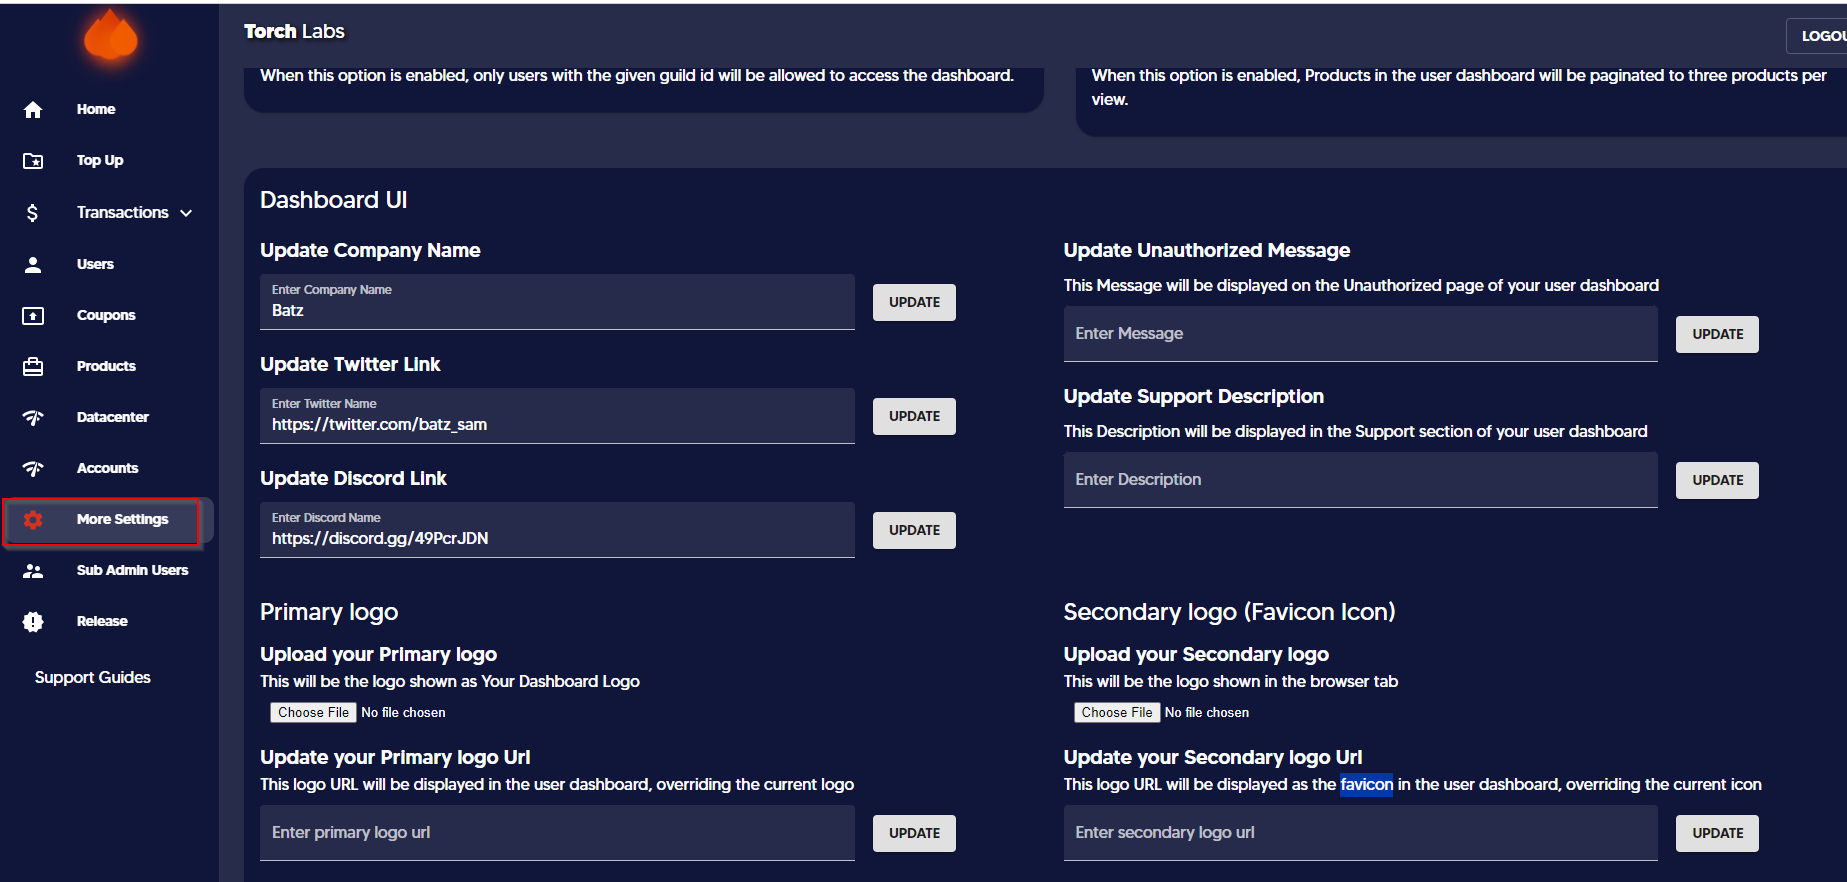 Torch Labs
LOGOU
Home
Top Up
Transactions
Users
Coupons
Products
Datacenter
Accounts
More Settings
Sub Admin Users
Release
Support Guides
When this option is enabled, only users with the given guild id will be allowed to access the dashboard.
When this option is enabled, Products in the user dashboard will be paginated to three products per
view.
Dashboard UI
Update Company Name
Enter Company Name
Batz
UPDATE
Update Twitter Link
Enter Twitter Name
https://twitter.com/batz_sam
UPDATE
Update Discord Link
Enter Discord Name
https://discord.gg/49PcrJDN
UPDATE
Update Unauthorized Message
This Message will be displayed on the Unauthorized page of your user dashboard
Enter Message
UPDATE
Update Support Description
This Description will be displayed in the Support section of your user dashboard
Enter Description
UPDATE
Primary logo
Upload your Primary logo
This will be the logo shown as Your Dashboard Logo
Choose File No file chosen
Update your Primary logo Url
This logo URL will be displayed in the user dashboard, overriding the current logo
Enter primary logo url
UPDATE
Secondary logo (Favicon Icon)
Upload your Secondary logo
This will be the logo shown in the browser tab
Choose File No file chosen
Update your Secondary logo Url
This logo URL will be displayed as the favicon in the user dashboard, overriding the current icon
Enter secondary logo url
UPDATE